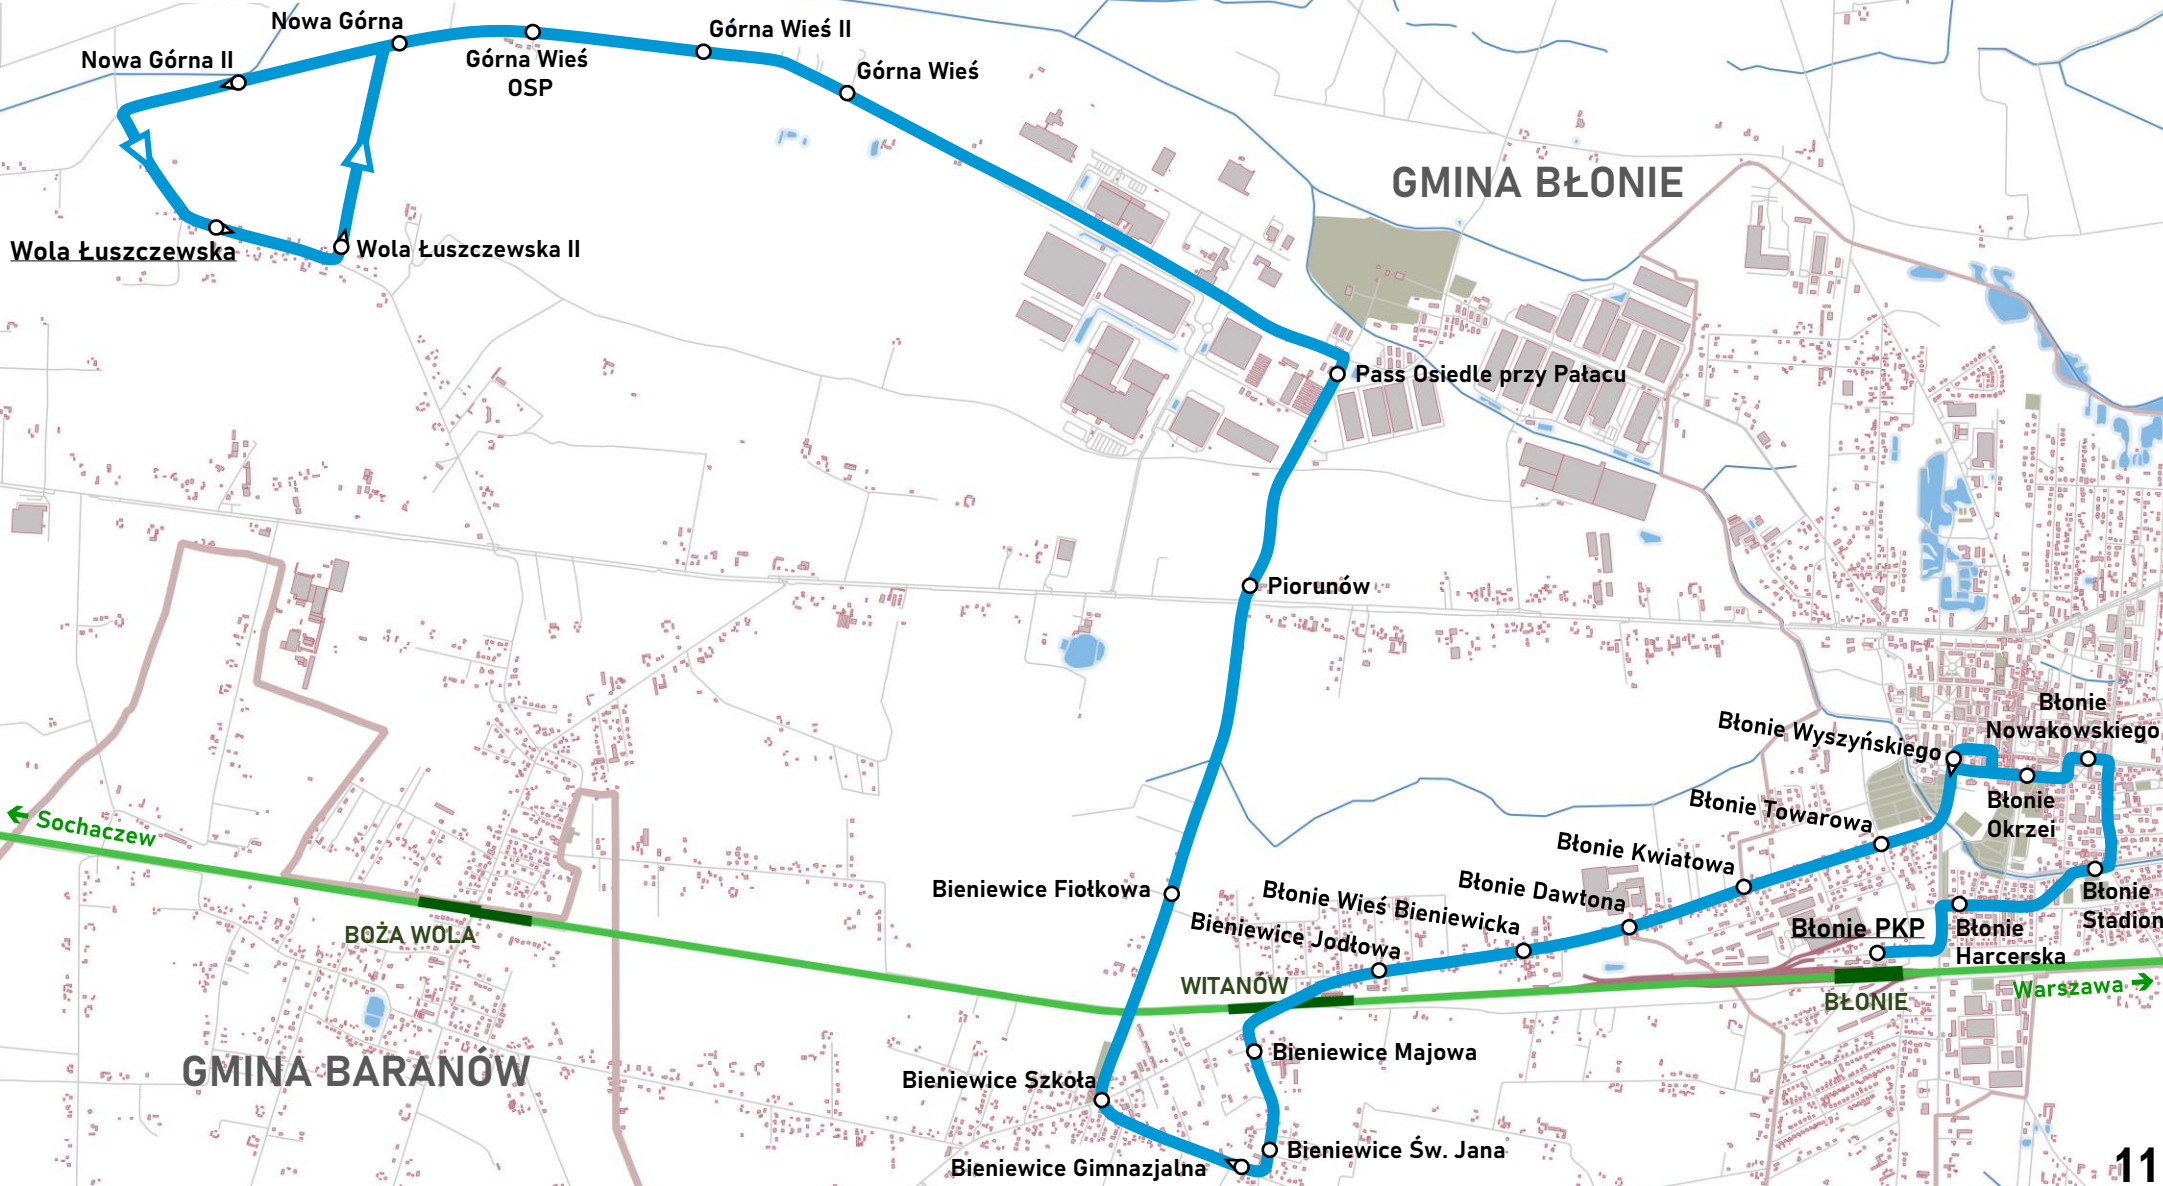 Nowa Górna
Górna Wieś II
Nowa Górna II
Górna Wieś
OSP
Górna Wieś
GMINA BŁONIE
Wola Łuszczewska
Wola Łuszczewska II
Pass Osiedle przy Pałacu
Piorunów
Błonie
Nowakowskiego
Błonie Wyszyńskiego
Błonie
Okrzei
Błonie Towarowa
← Sochaczew
Błonie Kwiatowa
Błonie Dawtona
Błonie Wieś Bieniewicka
Bieniewice Fiołkowa
Bieniewice Jodłowa
Błonie
Stadion
Błonie PKP
Błonie
Harcerska
BOŻA WOLA
WITANÓW
BŁONIE
Warszawa →
Bieniewice Majowa
GMINA BARANÓW
Bieniewice Szkoła
Bieniewice Św. Jana
Bieniewice Gimnazjalna
11